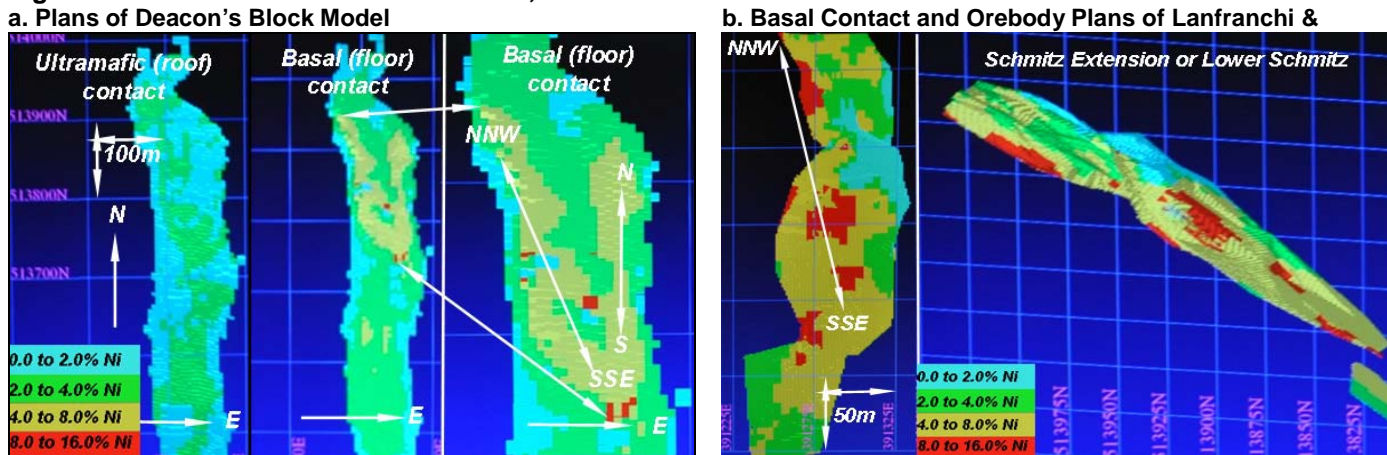 a. Plans of Deacon's Block Model
b. Basal Contact and Orebody Plans of Lanfranchi &
514000N
Ultramafic (roof)
contact
Basal (floor)
contact
Basal (floor)
contact
513900N
100m
513800N
N
513700N
0.0 to 2.0% Ni
2.0 to 4.0% Ni
4.0 to 8.0% Ni
8.0 to 16.0% Ni
E
E
NNW
N
S
SSE
E
NNW
SSE
50m
391225E
391325E
Schmitz Extension or Lower Schmitz
0.0 to 2.0% Ni
2.0 to 4.0% Ni
4.0 to 8.0% Ni
8.0 to 16.0% Ni
513975N
513950N
513925N
513900N
513875N
513850N
3825N